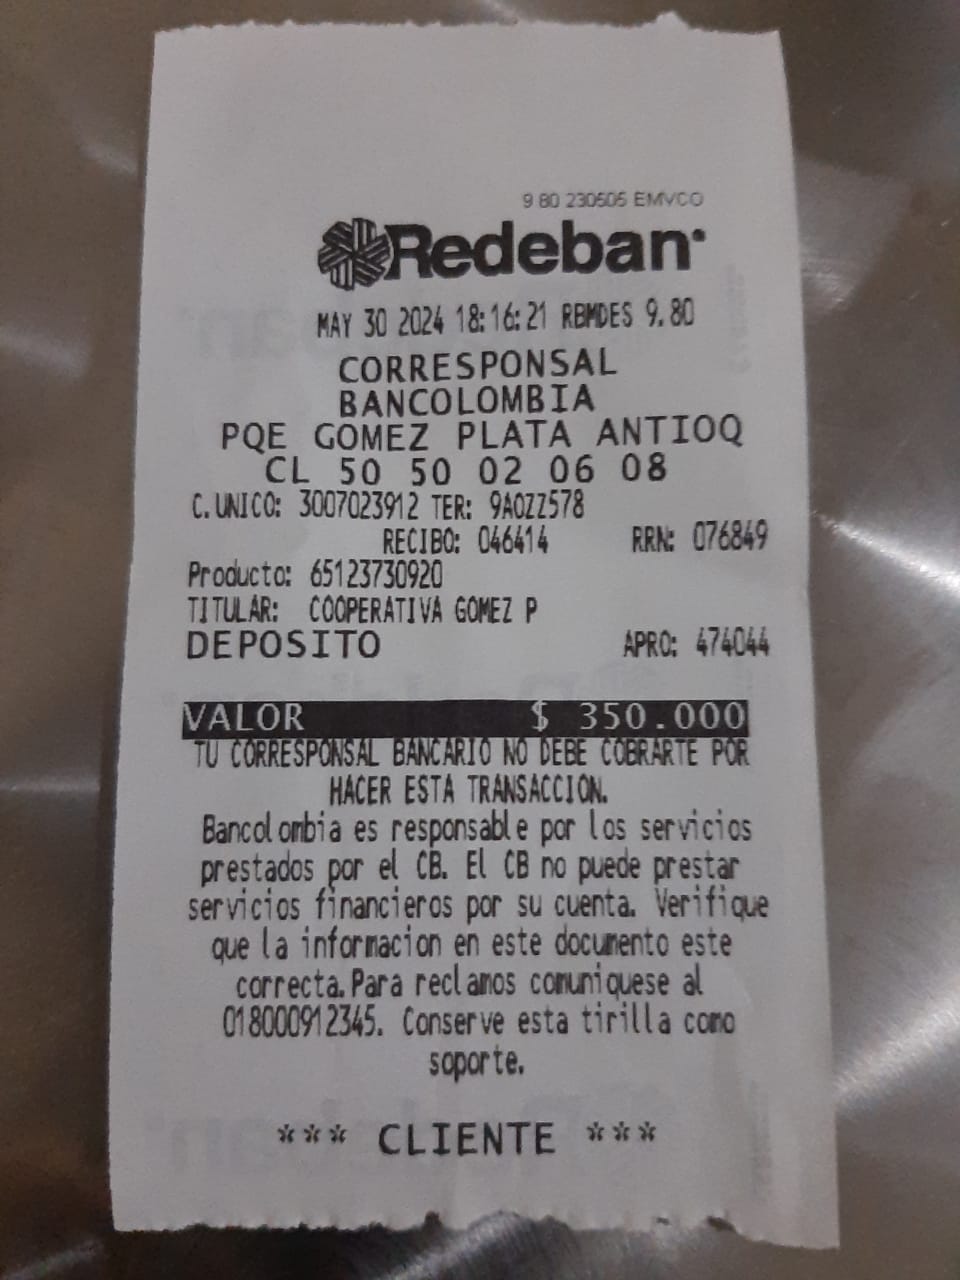 9 80 230505 EMVCO
Redeban
MAY 30 2024 18:16:21 RBMDES 9.80
CORRESPONSAL
BANCOLOMBIA
PQE GOMEZ PLATA ANTIOQ
CL 50 50 02 06 08
C. UNICO: 3007023912 TER: 9A0ZZ578
RECIBO: 046414 RRN: 076849
Producto: 65123730920
TITULAR: COOPERATIVA GOMEZ P
DEPOSITO APRO: 474044
VALOR $ 350.000
TU CORRESPONSAL BANCARIO NO DEBE COBRARTE POR
HACER ESTA TRANSACCION.
Bancolombia es responsable por los servicios
prestados por el CB. El CB no puede prestar
servicios financieros por su cuenta. Verifique
que la informacion en este documento este
correcta. Para reclamos comuniquese al
018000912345. Conserve esta tirilla como
soporte.
*** CLIENTE ***